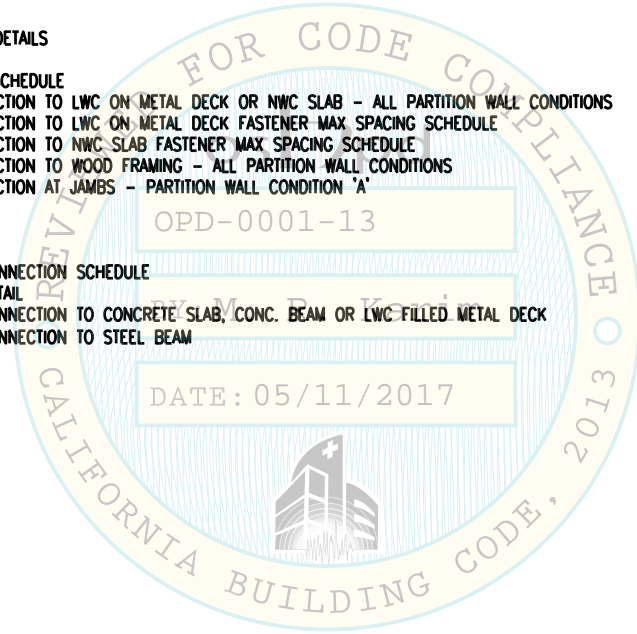 DETAILS
CHEDULE
CTION TO LWC ON METAL DECK OR NWC SLAB – ALL PARTITION WALL CONDITIONS
CTION TO LWC ON METAL DECK FASTENER MAX SPACING SCHEDULE
CTION TO NWC SLAB FASTENER MAX SPACING SCHEDULE
CTION TO WOOD FRAMING – ALL PARTITION WALL CONDITIONS
CTION AT JAMBS – PARTITION WALL CONDITION 'A'
NNECTION SCHEDULE
TAIL
NNECTION TO CONCRETE SLAB, CONC. BEAM OR LWC FILLED METAL DECK
NNECTION TO STEEL BEAM
REVIEWED FOR CODE COMPLIANCE
OPD-0001-13
BY: M. R. Karim
DATE: 05/11/2017
CALIFORNIA BUILDING CODE, 2013